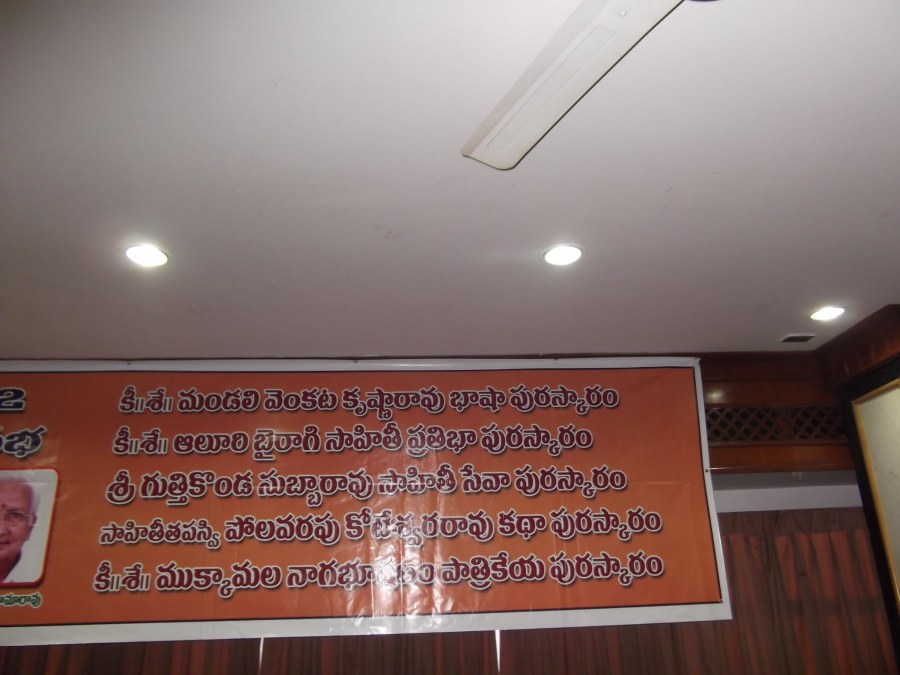 కీ॥శే॥ మండలి వెంకట కృష్ణారావు భాషా పురస్కారం
కీ॥శే॥ ఆలూరి బైరాగి సాహితీ ప్రతిభా పురస్కారం
శ్రీ గుత్తికొండ సుబ్బారావు సాహితీ సేవా పురస్కారం
సాహితీతపస్వి పోలవరపు కోటేశ్వరరావు కథా పురస్కారం
కీ॥శే॥ ముక్కామల నాగభూషణం పాత్రికేయ పురస్కారం